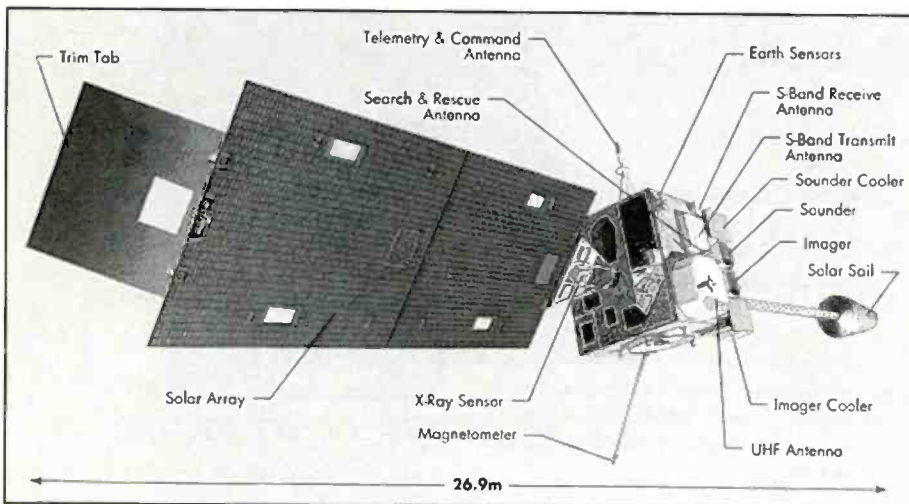 Trim Tab
Telemetry & Command
Antenna
Search & Rescue
Antenna
Earth Sensors
S-Band Receive
Antenna
S-Band Transmit
Antenna
Sounder Cooler
Sounder
Imager
Solar Sail
Solar Array
X-Ray Sensor
Magnetometer
Imager Cooler
UHF Antenna
26.9m